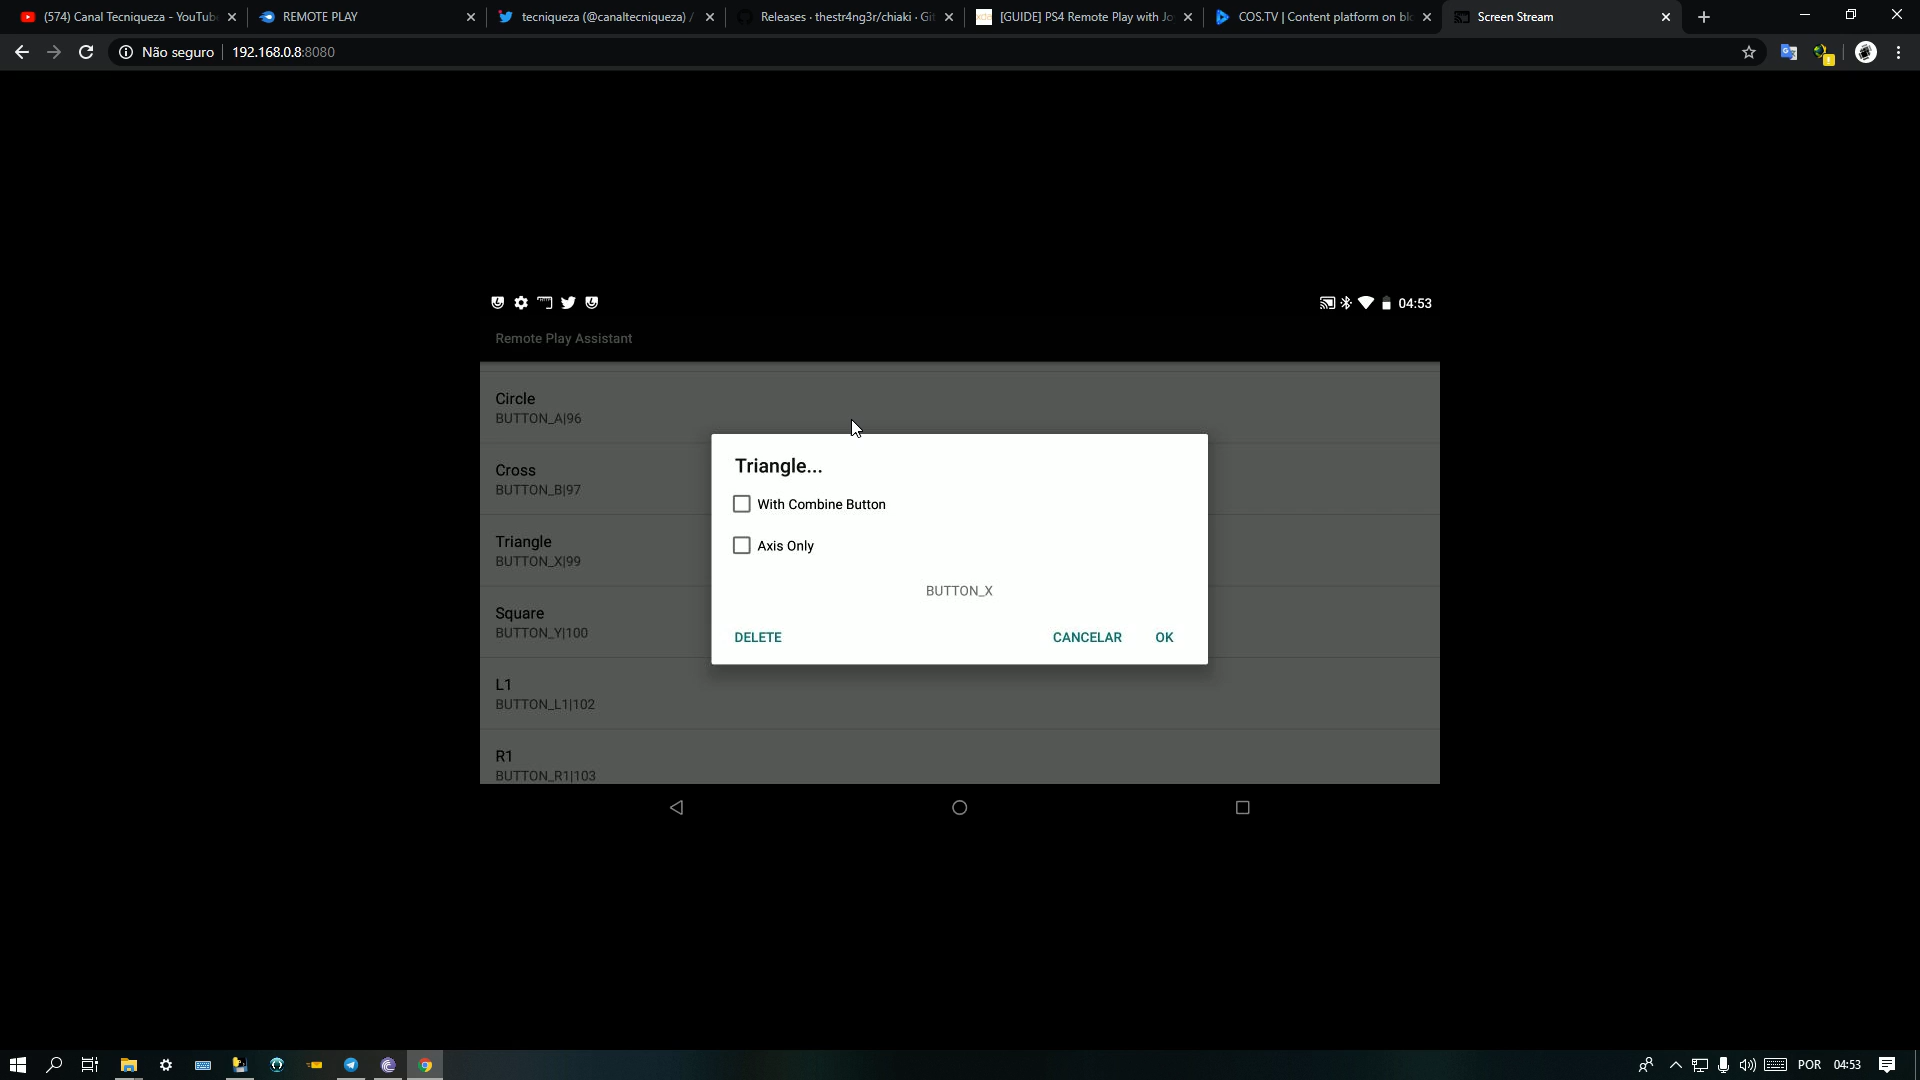 (574) Canal Tecniqueza - YouTub
REMOTE PLAY
tecniqueza (@canaltecniqueza) /
Releases · thestr4ng3r/chiaki · Git
[GUIDE] PS4 Remote Play with Jo
COS.TV | Content platform on blo
Screen Stream
Não seguro
192.168.0.8:8080
04:53
Remote Play Assistant
Circle
BUTTON_A|96
Cross
BUTTON_B|97
Triangle
BUTTON_X|99
Square
BUTTON_Y|100
L1
BUTTON_L1|102
R1
BUTTON_R1|103
Triangle...
With Combine Button
Axis Only
BUTTON_X
DELETE
CANCELAR
OK
POR
04:53